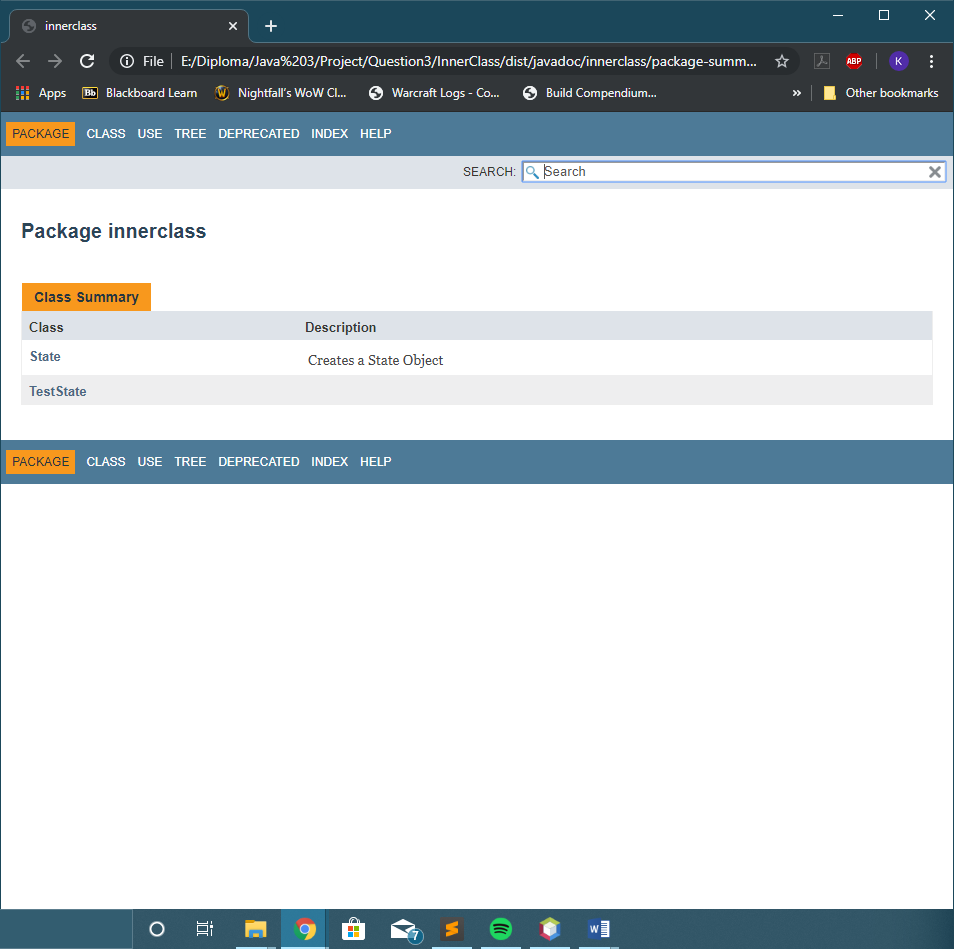 innerclass
File E:/Diploma/Java%203/Project/Question3/InnerClass/dist/javadoc/innerclass/package-summ... ABP K
Apps Bb Blackboard Learn Nightfall's WoW Cl... Warcraft Logs - Co... Build Compendium... » Other bookmarks
PACKAGE CLASS USE TREE DEPRECATED INDEX HELP
SEARCH: Search
Package innerclass
Class Summary
Class Description
State Creates a State Object
TestState
PACKAGE CLASS USE TREE DEPRECATED INDEX HELP
7 W